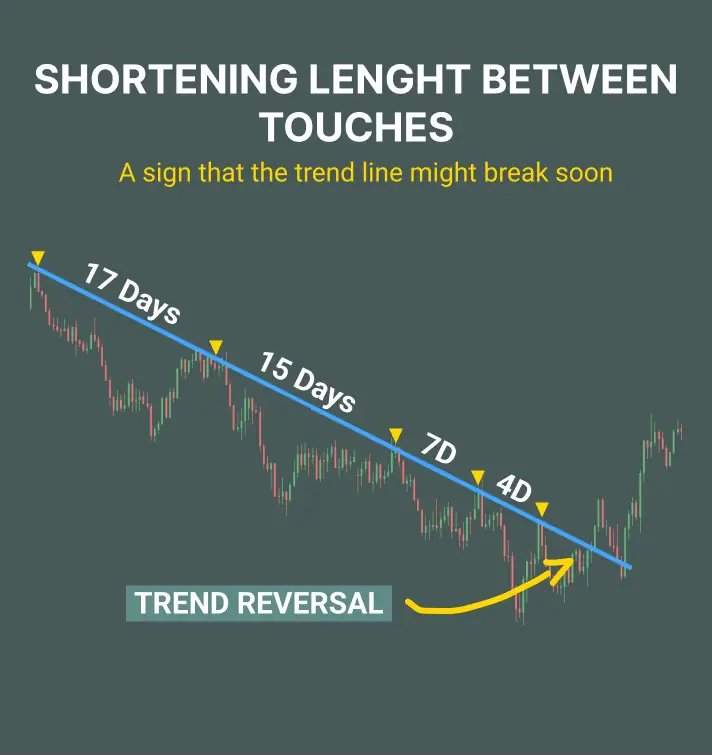 SHORTENING LENGHT BETWEEN
TOUCHES
A sign that the trend line might break soon
17 Days
15 Days
7D
4D
TREND REVERSAL